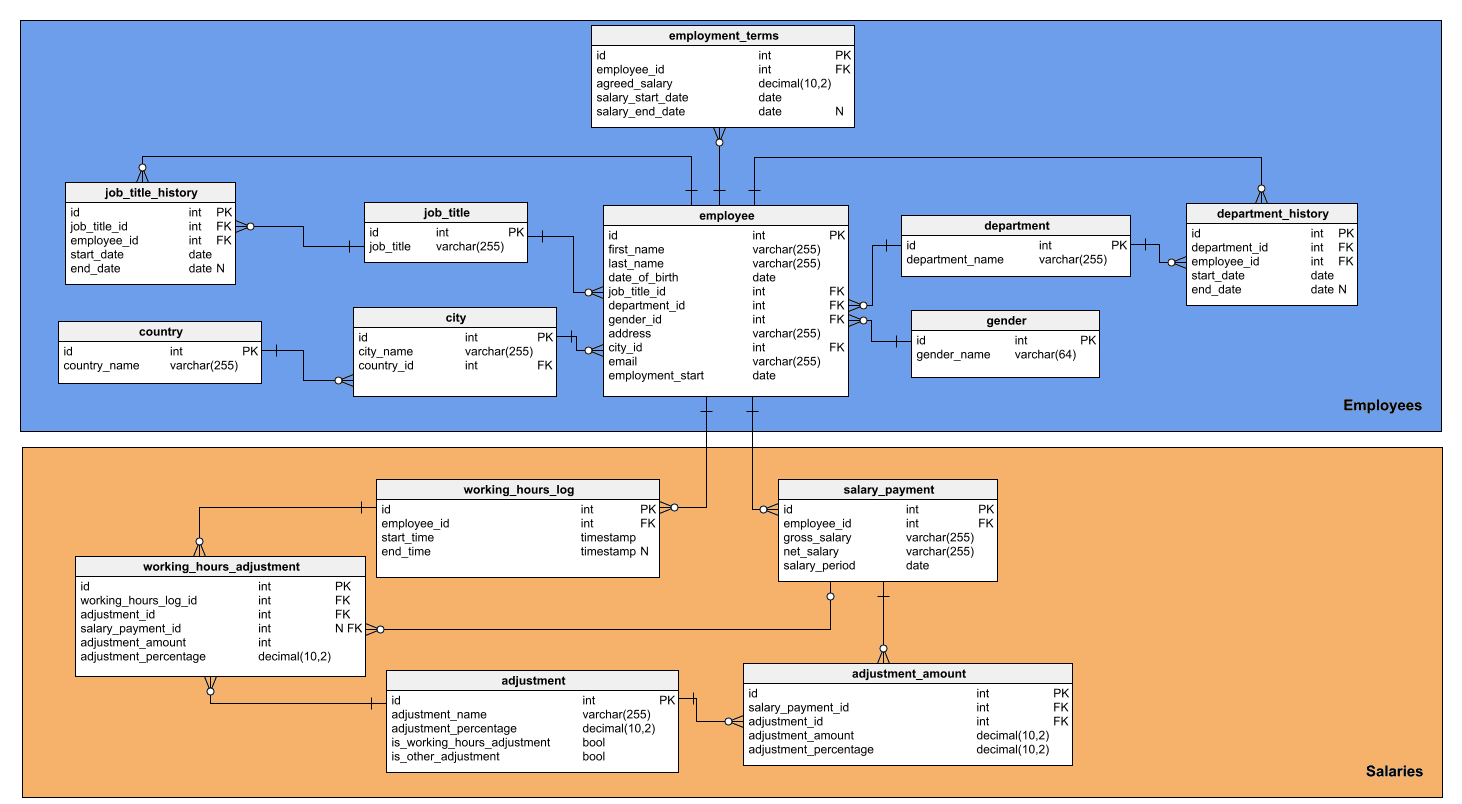 employment_terms
id int PK
employee_id int FK
agreed_salary decimal(10,2)
salary_start_date date
salary_end_date date N
job_title_history
id int PK
job_title_id int FK
employee_id int FK
start_date date
end_date date N
job_title
id int PK
job_title varchar(255)
employee
id int PK
first_name varchar(255)
last_name varchar(255)
date_of_birth date
job_title_id int FK
department_id int FK
gender_id int FK
address varchar(255)
city_id int FK
email varchar(255)
employment_start date
department
id int PK
department_name varchar(255)
department_history
id int PK
department_id int FK
employee_id int FK
start_date date
end_date date N
country
id int PK
country_name varchar(255)
city
id int PK
city_name varchar(255)
country_id int FK
gender
id int PK
gender_name varchar(64)
Employees
working_hours_log
id int PK
employee_id int FK
start_time timestamp
end_time timestamp N
salary_payment
id int PK
employee_id int FK
gross_salary varchar(255)
net_salary varchar(255)
salary_period date
working_hours_adjustment
id int PK
working_hours_log_id int FK
adjustment_id int FK
salary_payment_id int N FK
adjustment_amount int
adjustment_percentage decimal(10,2)
adjustment
id int PK
adjustment_name varchar(255)
adjustment_percentage decimal(10,2)
is_working_hours_adjustment bool
is_other_adjustment bool
adjustment_amount
id int PK
salary_payment_id int FK
adjustment_id int FK
adjustment_amount decimal(10,2)
adjustment_percentage decimal(10,2)
Salaries